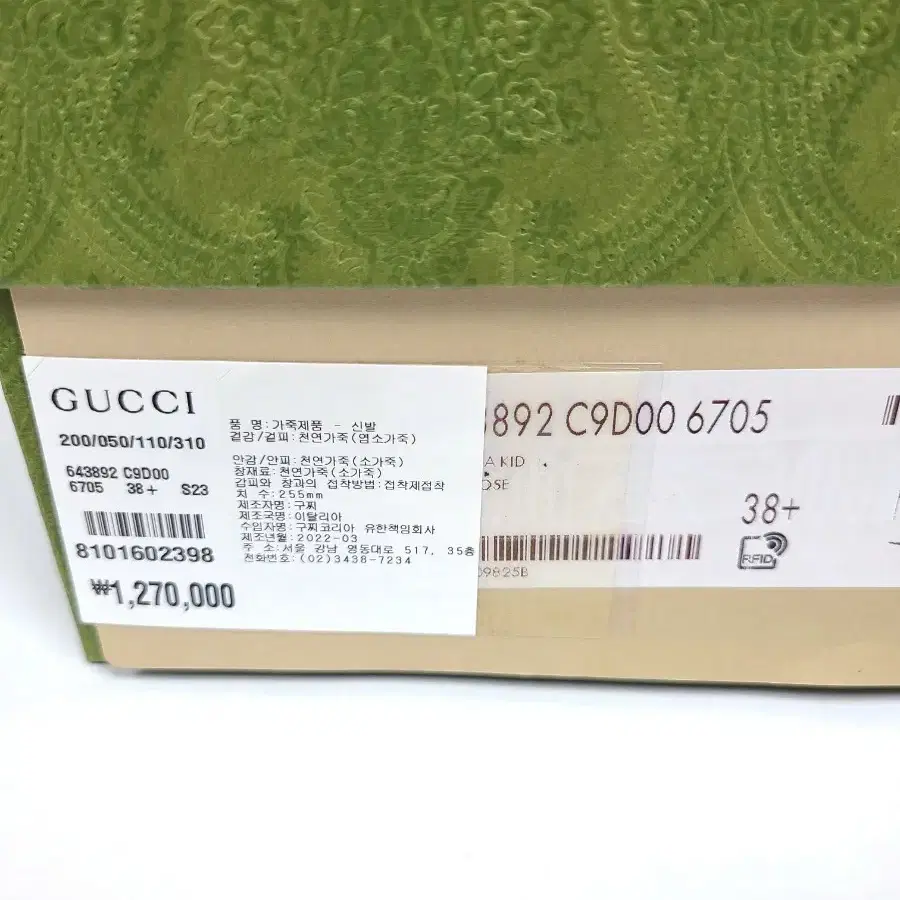 GUCCI
200/050/110/310
643892 C9D00
6705 38+ S23
8101602398
₩1,270,000
품 명:가죽제품 - 신발
겉감/겉피:천연가죽(염소가죽)
안감/안피:천연가죽(소가죽)
창재료:천연가죽(소가죽)
갑피와 창과의 접착방법:접착제접착
치 수:255mm
제조자명:구찌
제조국명:이탈리아
수입자명:구찌코리아 유한책임회사
제조년월:2022-03
주 소:서울 강남 영동대로 517, 35층
전화번호:(02)3438-7234
3892 C9D00 6705
A KID
OSE
38+
RFID
09825B